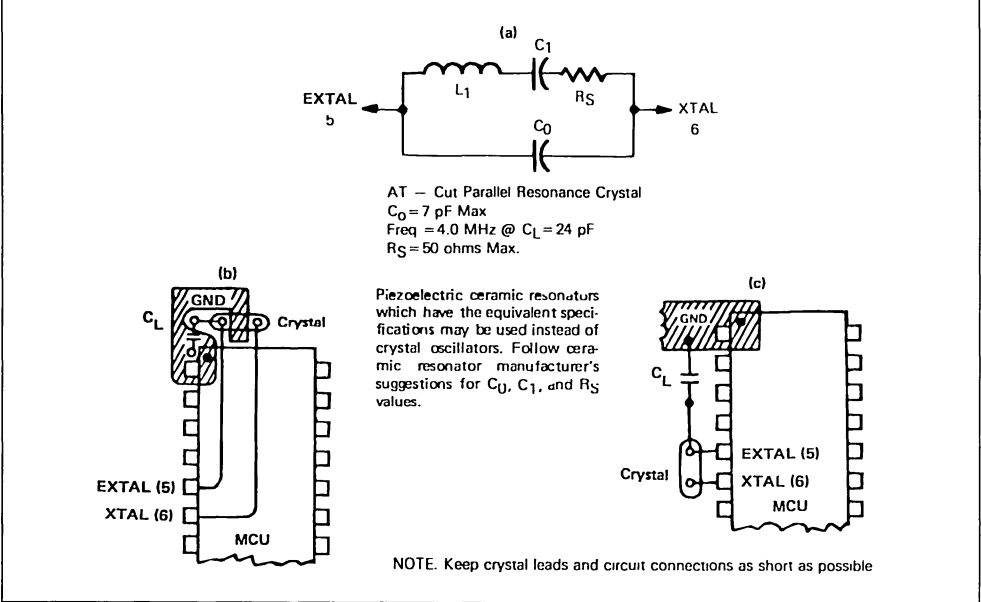 (a)
C1
L1
RS
EXTAL
5
XTAL
6
C0
AT — Cut Parallel Resonance Crystal
Co = 7 pF Max
Freq = 4.0 MHz @ CL = 24 pF
RS = 50 ohms Max.
(b)
GND
CL
Crystal
EXTAL (5)
XTAL (6)
MCU
Piezoelectric ceramic resonators
which have the equivalent speci-
fications may be used instead of
crystal oscillators. Follow cera-
mic resonator manufacturer's
suggestions for C0, C1, and RS
values.
(c)
GND
CL
Crystal
EXTAL (5)
XTAL (6)
MCU
NOTE. Keep crystal leads and circuit connections as short as possible